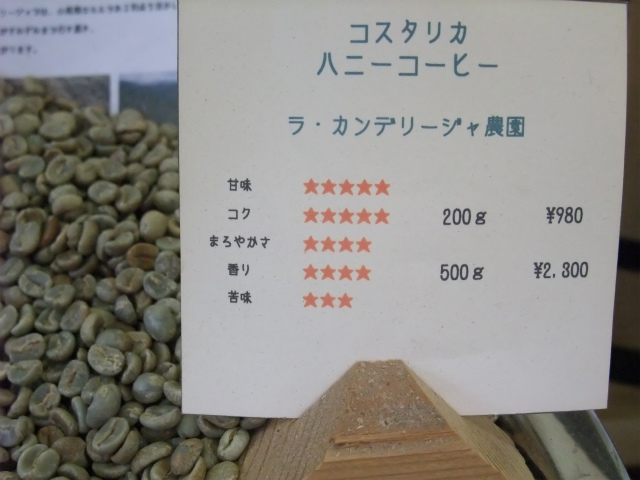 コスタリカ
ハニーコーヒー
ラ・カンデリージャ農園
甘味 ★★★★★
コク ★★★★★ 200g ¥980
まろやかさ ★★★★
香り ★★★★ 500g ¥2,300
苦味 ★★★